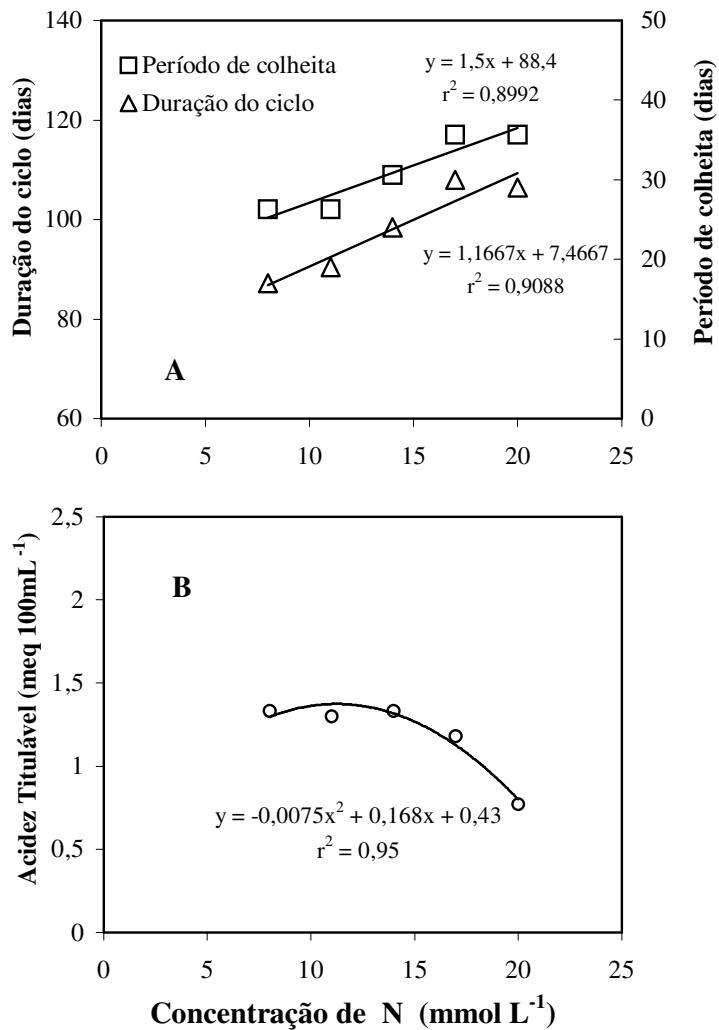 140
120
100
80
60
Duração do ciclo (dias)
Período de colheita
Duração do ciclo
y = 1,5x + 88,4
r² = 0,8992
y = 1,1667x + 7,4667
r² = 0,9088
A
50
40
30
20
10
0
Período de colheita (dias)
0 5 10 15 20 25
2,5
2
1,5
1
0,5
0
Acidez Titulável (meq 100mL⁻¹)
B
y = -0,0075x² + 0,168x + 0,43
r² = 0,95
0 5 10 15 20 25
Concentração de N (mmol L⁻¹)